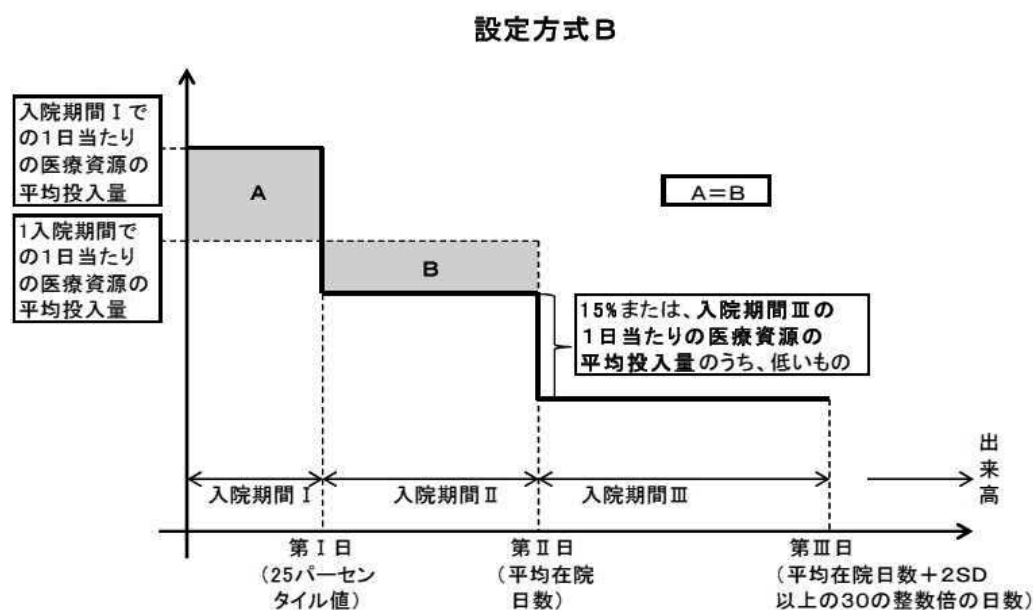 設定方式B
入院期間Ⅰで
の1日当たり
の医療資源の
平均投入量
A
A=B
1入院期間で
の1日当たり
の医療資源の
平均投入量
B
15%または、入院期間Ⅲの
1日当たりの医療資源の
平均投入量のうち、低いもの
出来高
入院期間Ⅰ
入院期間Ⅱ
入院期間Ⅲ
第Ⅰ日
(25パーセン
タイル値)
第Ⅱ日
(平均在院
日数)
第Ⅲ日
(平均在院日数+2SD
以上の30の整数倍の日数)